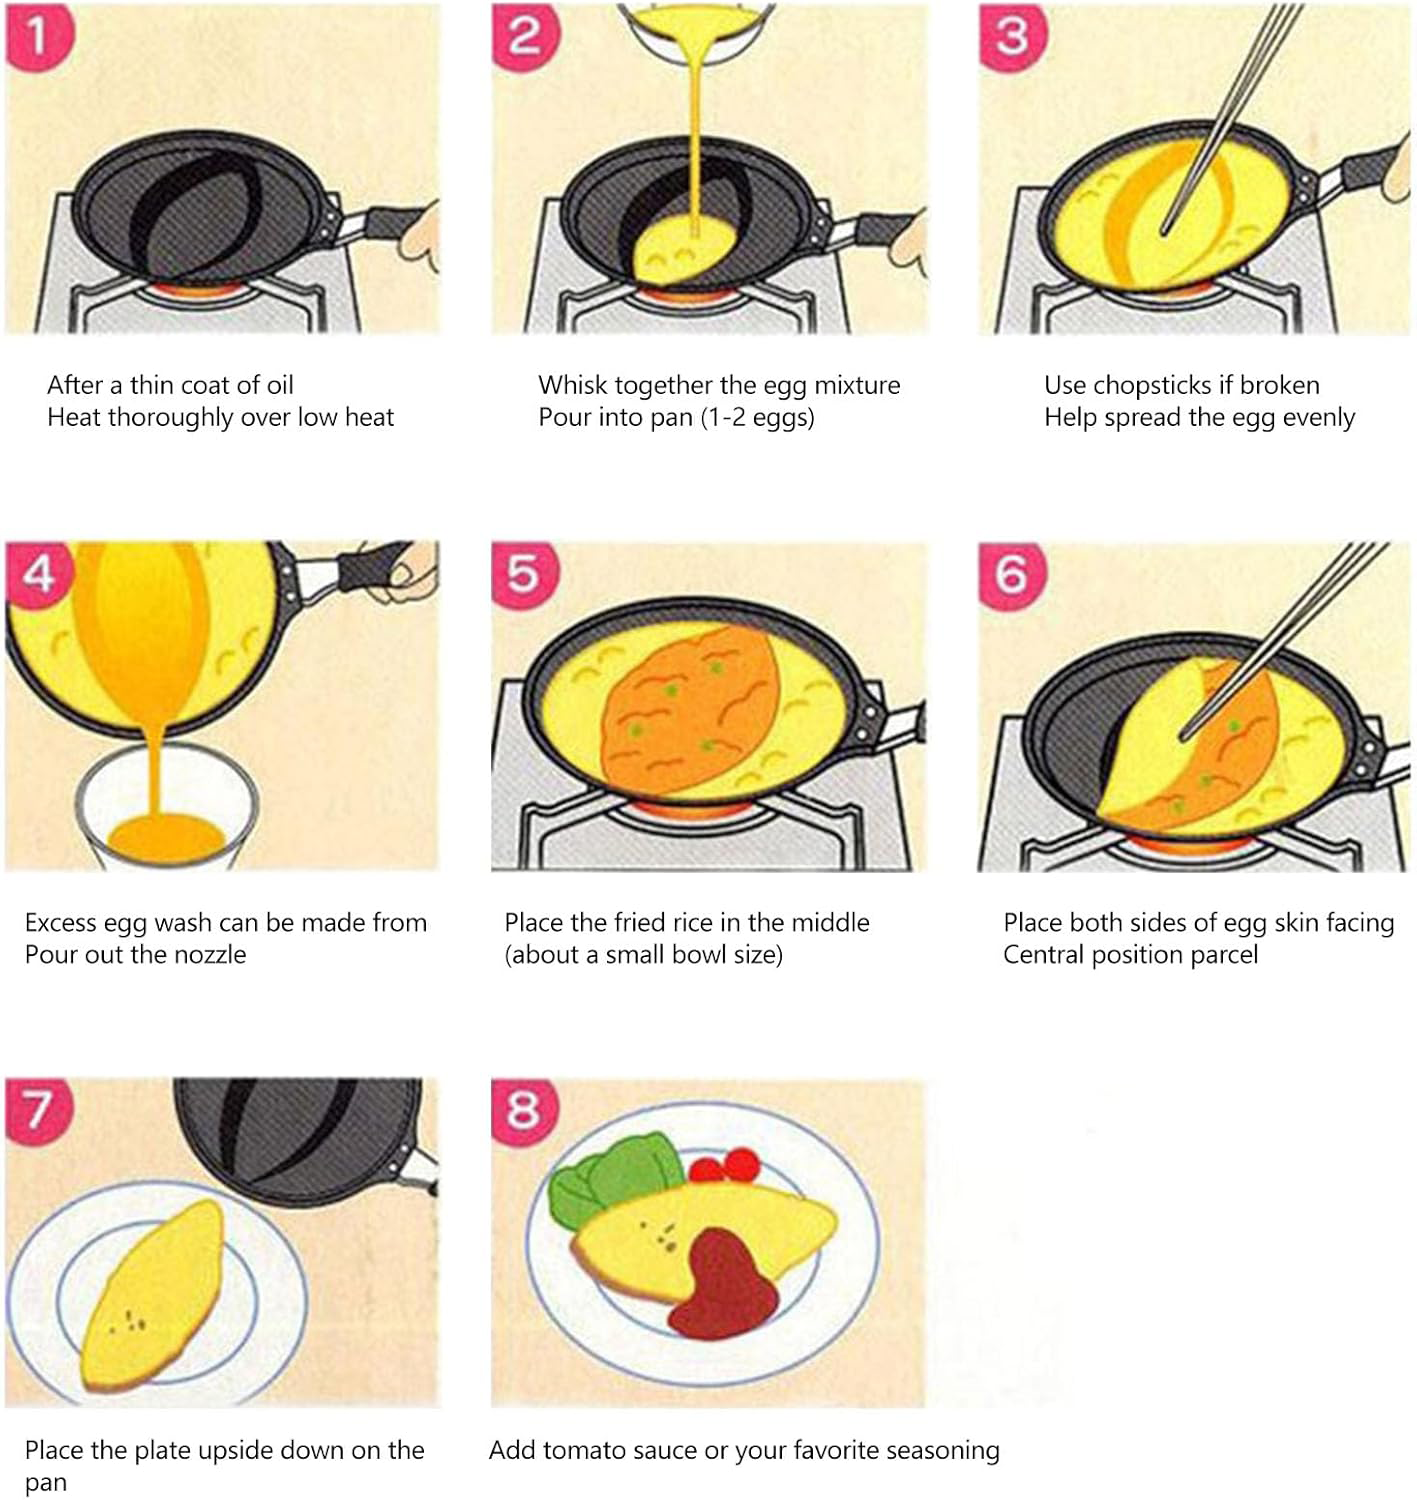 1
2
3
After a thin coat of oil
Heat thoroughly over low heat
Whisk together the egg mixture
Pour into pan (1-2 eggs)
Use chopsticks if broken
Help spread the egg evenly
4
5
6
Excess egg wash can be made from
Pour out the nozzle
Place the fried rice in the middle
(about a small bowl size)
Place both sides of egg skin facing
Central position parcel
7
8
Place the plate upside down on the
pan
Add tomato sauce or your favorite seasoning